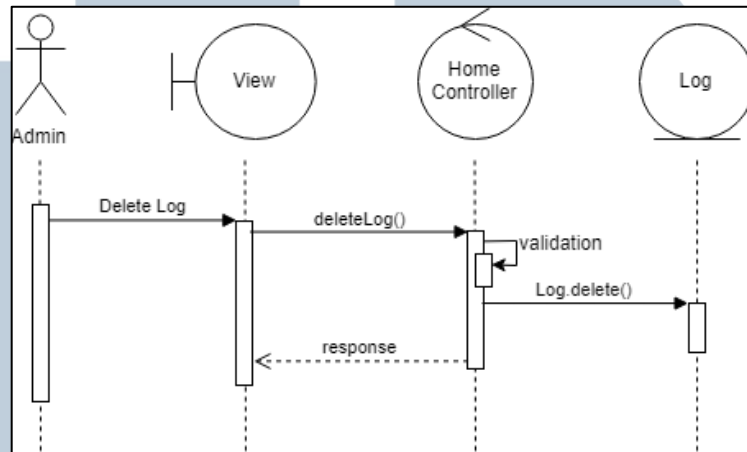 View
Home
Controller
Log
Admin
Delete Log
deleteLog()
validation
Log.delete()
response